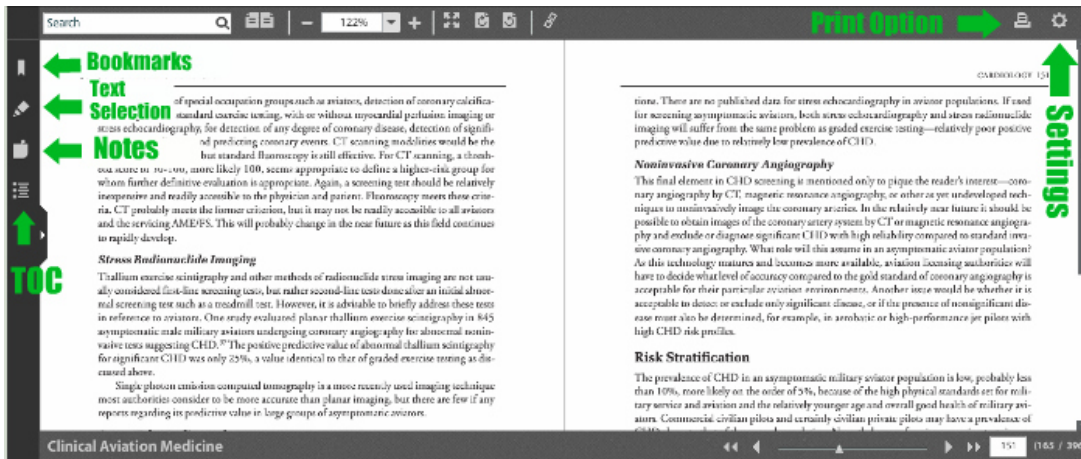 Search
122%
Print Option
Bookmarks
Text
Selection
Notes
TOC
Settings
of special occupation groups such as aviators, detection of coronary calcifica-
standard exercise testing, with or without myocardial perfusion imaging or
stress echocardiography, for detection of any degree of coronary disease, detection of signifi-
nd predicting coronary events. CT scanning modalities would be the
but standard fluoroscopy is still effective. For CT scanning, a thresh-
old score of 10-100, more likely 100, seems appropriate to define a higher-risk group for
whom further definitive evaluation is appropriate. Again, a screening test should be relatively
inexpensive and readily accessible to the physician and patient. Fluoroscopy meets these crite-
ria. CT probably meets the former criterion, but it may not be readily accessible to all aviators
and the servicing AME/FS. This will probably change in the near future as this field continues
to rapidly develop.
Stress Radionuclide Imaging
Thallium exercise scintigraphy and other methods of radionuclide stress imaging are not usu-
ally considered first-line screening tests, but rather second-line tests done after an initial abnor-
mal screening test such as a treadmill test. However, it is advisable to briefly address these tests
in reference to aviators. One study evaluated planar thallium exercise scintigraphy in 845
asymptomatic male military aviators undergoing coronary angiography for abnormal nonin-
vasive tests suggesting CHD. The positive predictive value of abnormal thallium scintigraphy
for significant CHD was only 25%, a value identical to that of graded exercise testing as dis-
cussed above.
Single photon emission computed tomography is a more recently used imaging technique
most authorities consider to be more accurate than planar imaging, but there are few if any
reports regarding its predictive value in large groups of asymptomatic aviators.
CARDIOLOGY 151
tions. There are no published data for stress echocardiography in aviator populations. If used
for screening asymptomatic aviators, both stress echocardiography and stress radionuclide
imaging will suffer from the same problem as graded exercise testing—relatively poor positive
predictive value due to relatively low prevalence of CHD.
Noninvasive Coronary Angiography
This final element in CHD screening is mentioned only to pique the reader's interest—coro-
nary angiography by CT, magnetic resonance angiography, or other as yet undeveloped tech-
niques to noninvasively image the coronary arteries. In the relatively near future it should be
possible to obtain images of the coronary artery system by CT or magnetic resonance angiogra-
phy and exclude or diagnose significant CHD with high reliability compared to standard inva-
sive coronary angiography. What role will this assume in an asymptomatic aviator population?
As this technology matures and becomes more available, aviation licensing authorities will
have to decide what level of accuracy compared to the gold standard of coronary angiography is
acceptable for their particular aviation environments. Another issue would be whether it is
acceptable to detect or exclude only significant disease, or if the presence of nonsignificant dis-
ease must also be determined, for example, in aerobatic or high-performance jet pilots with
high CHD risk profiles.
Risk Stratification
The prevalence of CHD in an asymptomatic military aviator population is low, probably less
than 10%, more likely on the order of 5%, because of the high physical standards set for mili-
tary service and aviation and the relatively younger age and overall good health of military avi-
ators. Commercial civilian pilots and certainly civilian private pilots may have a prevalence of
Clinical Aviation Medicine
151
(165 / 396